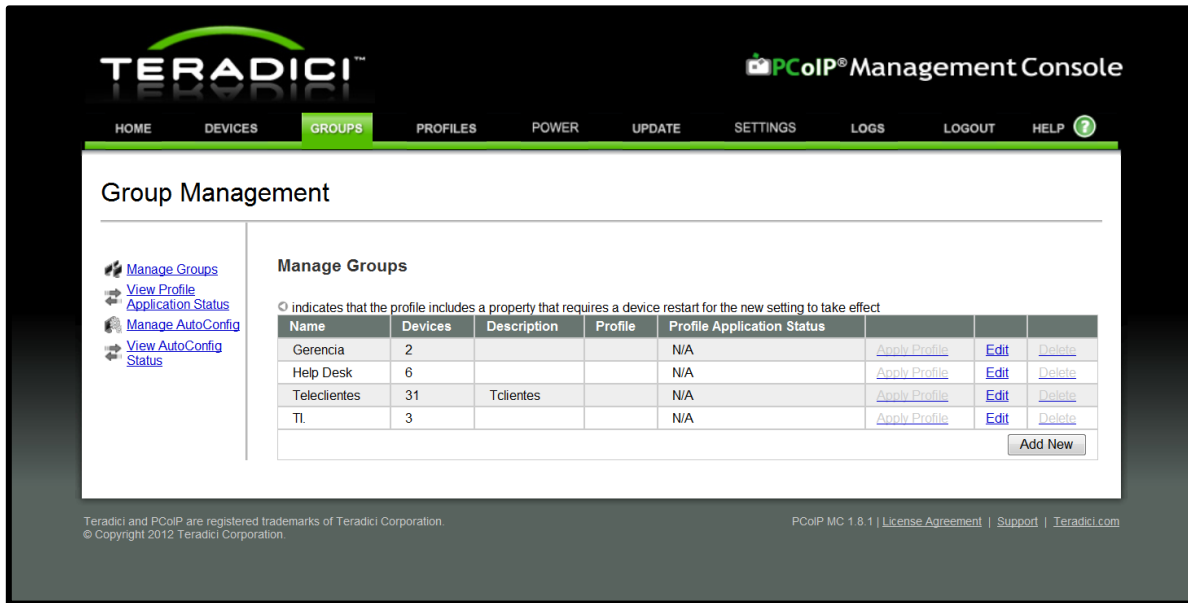 TERADICI™
PCoIP® Management Console
HOME DEVICES GROUPS PROFILES POWER UPDATE SETTINGS LOGS LOGOUT HELP ?
Group Management
Manage Groups
View Profile
Application Status
Manage AutoConfig
View AutoConfig
Status
Manage Groups
indicates that the profile includes a property that requires a device restart for the new setting to take effect
Name Devices Description Profile Profile Application Status
Gerencia 2 N/A Apply Profile Edit Delete
Help Desk 6 N/A Apply Profile Edit Delete
Teleclientes 31 Tclientes N/A Apply Profile Edit Delete
TI. 3 N/A Apply Profile Edit Delete
Add New
Teradici and PCoIP are registered trademarks of Teradici Corporation.
© Copyright 2012 Teradici Corporation.
PCoIP MC 1.8.1 | License Agreement | Support | Teradici.com